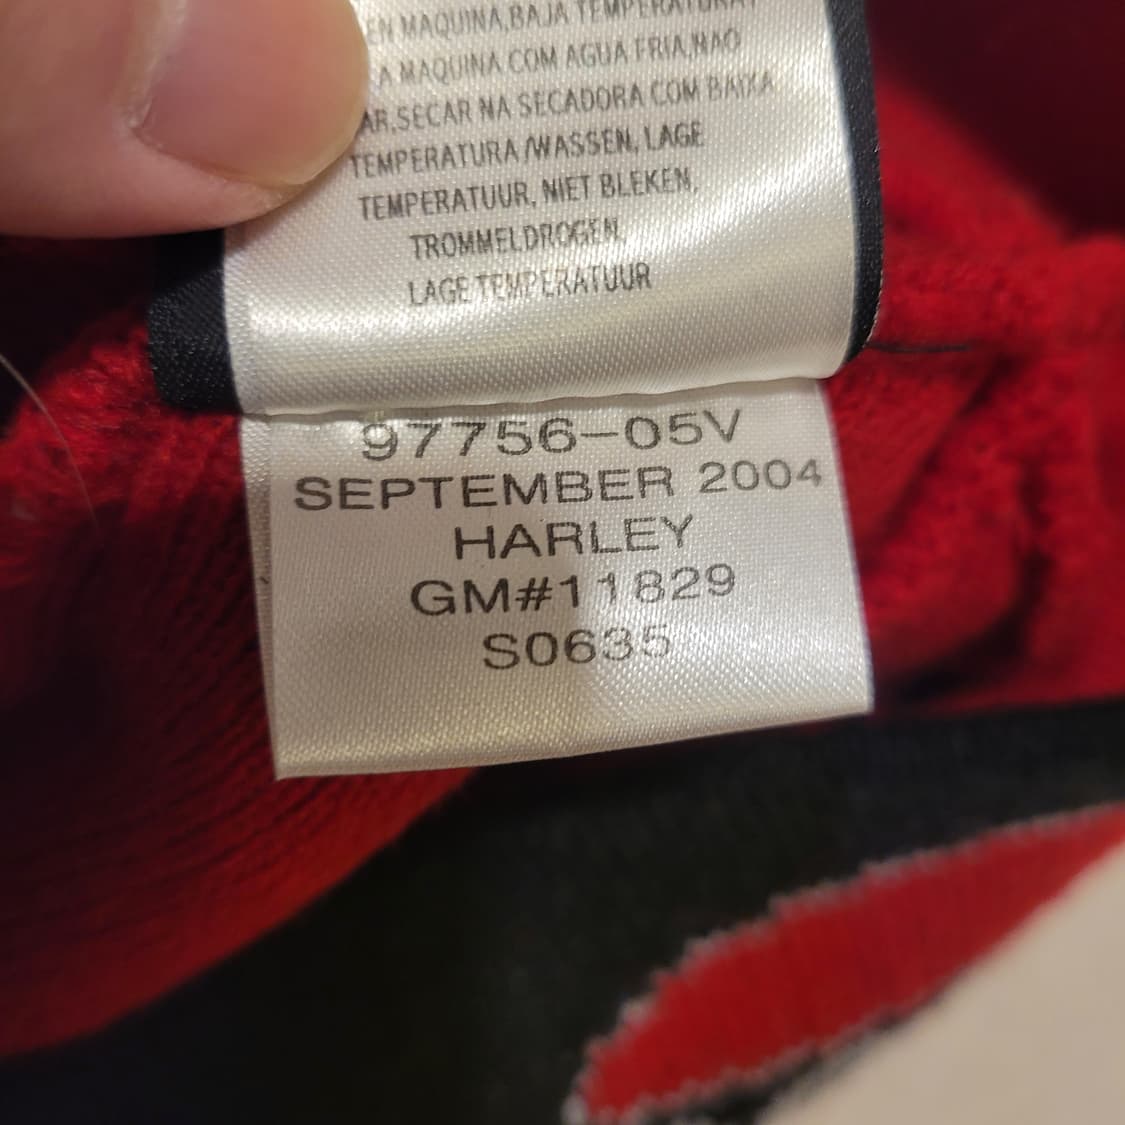 EN MAQUINA,BAJA TEMPERATURA/
A MAQUINA COM AGUA FRIA,NAO
AR,SECAR NA SECADORA COM BAIXA
TEMPERATURA/WASSEN, LAGE
TEMPERATUUR, NIET BLEKEN,
TROMMELDROGEN,
LAGE TEMPERATUUR
97756-05V
SEPTEMBER 2004
HARLEY
GM#11829
S0635